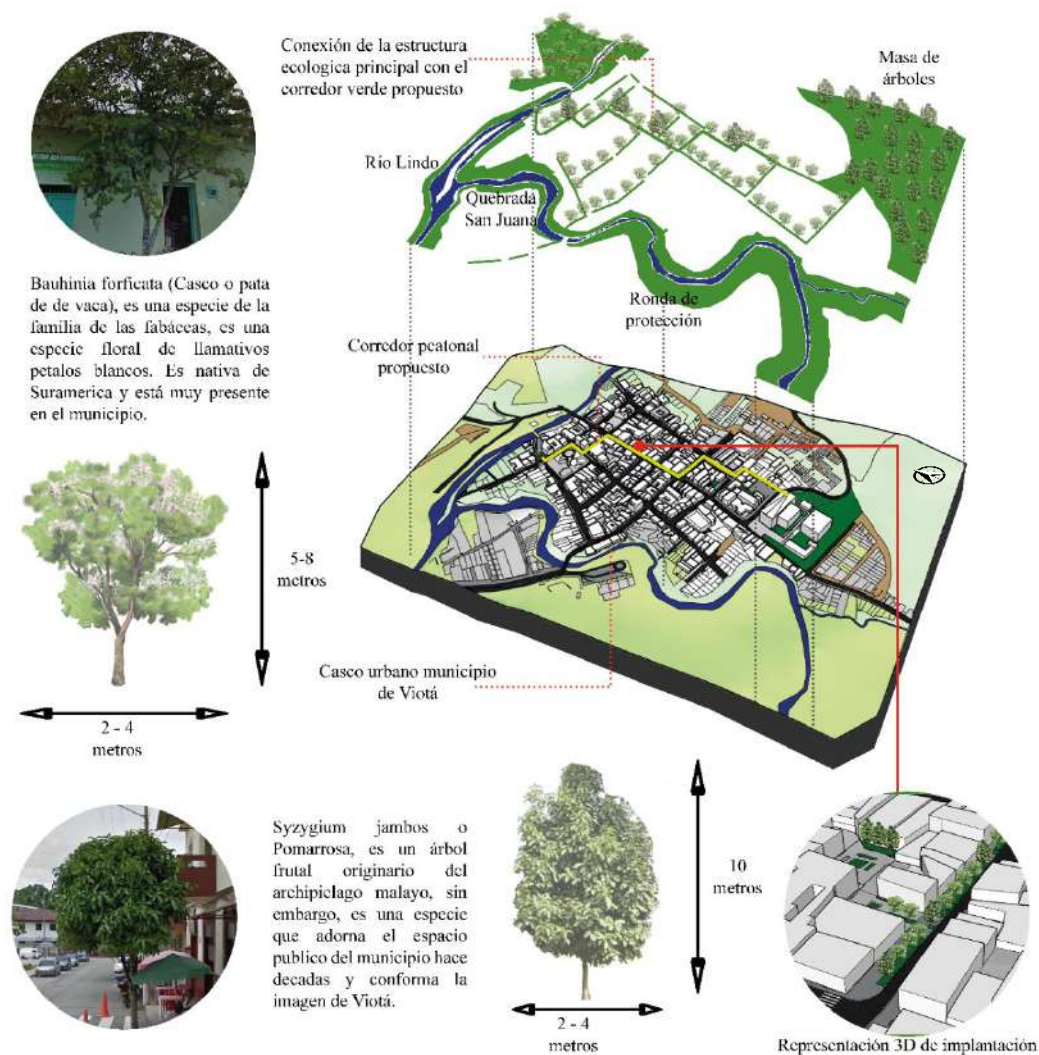 Conexión de la estructura
ecologica principal con el
corredor verde propuesto
Masa de
árboles
Río Lindo
Quebrada
San Juana
Ronda de
protección
Bauhinia forficata (Casco o pata
de de vaca), es una especie de la
familia de las fabáceas, es una
especie floral de llamativos
petalos blancos. Es nativa de
Suramerica y está muy presente
en el municipio.
Corredor peatonal
propuesto
5-8
metros
2 - 4
metros
Casco urbano municipio
de Viotá
Syzygium jambos o
Pomarrosa, es un árbol
frutal originario del
archipielago malayo, sin
embargo, es una especie
que adorna el espacio
publico del municipio hace
decadas y conforma la
imagen de Viotá.
10
metros
2 - 4
metros
Representación 3D de implantación